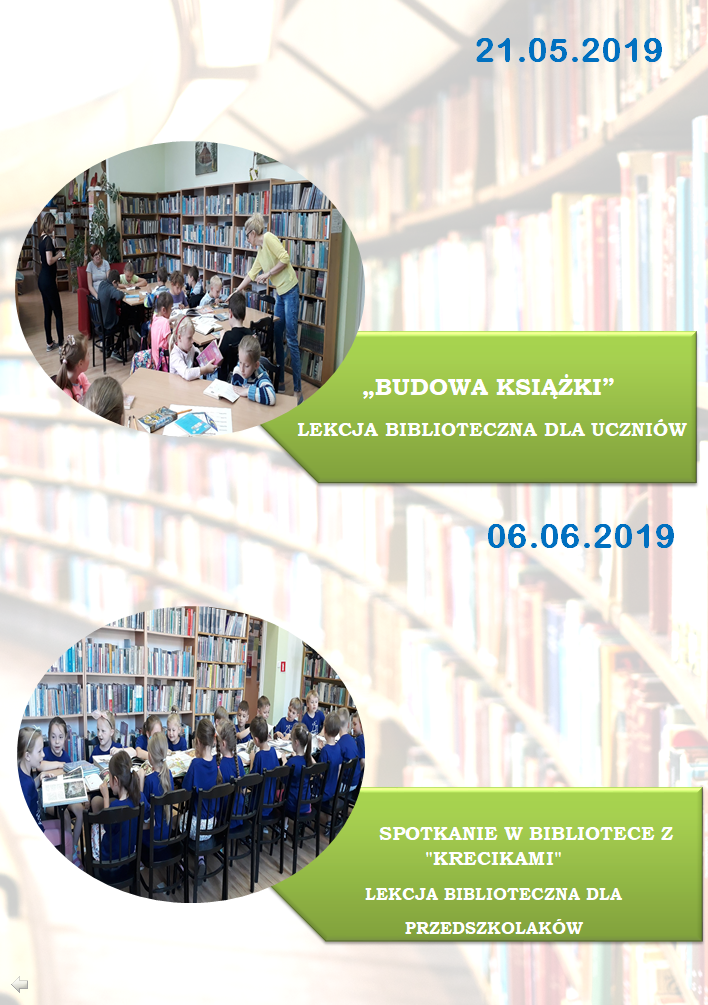 21.05.2019
„BUDOWA KSIĄŻKI”
LEKCJA BIBLIOTECZNA DLA UCZNIÓW
06.06.2019
SPOTKANIE W BIBLIOTECE Z
"KRECIKAMI"
LEKCJA BIBLIOTECZNA DLA
PRZEDSZKOLAKÓW